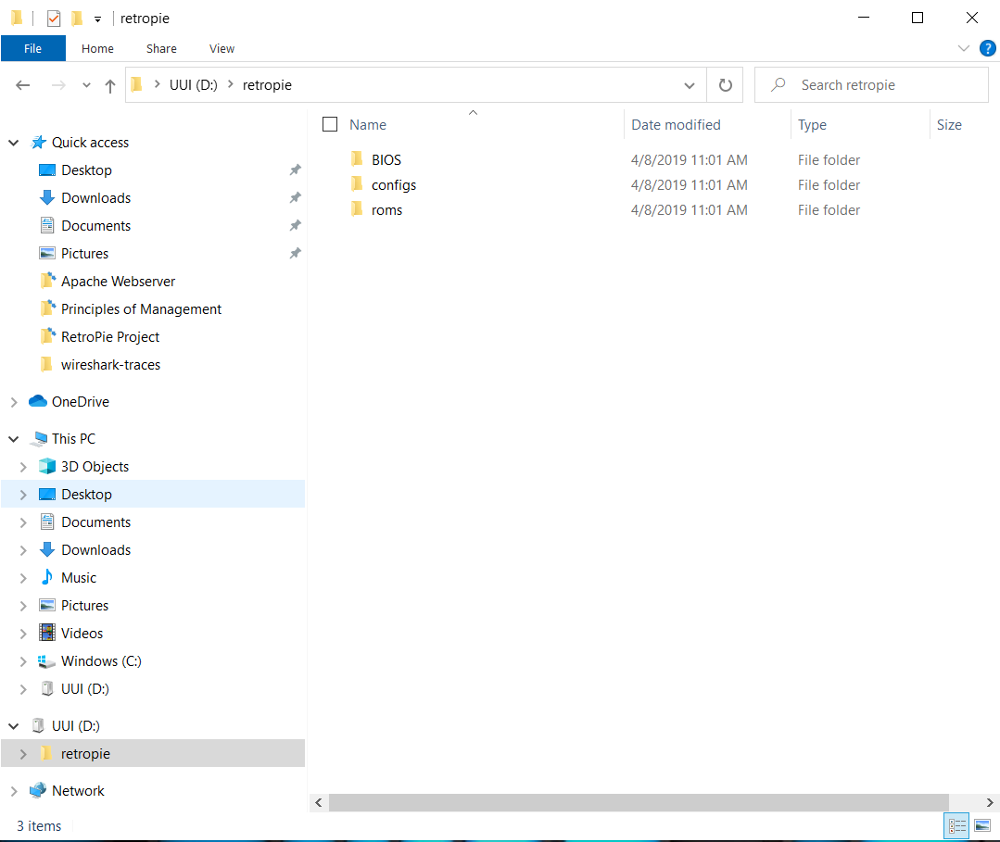 retropie
File Home Share View
UUI (D:) retropie Search retropie
Name Date modified Type Size
BIOS 4/8/2019 11:01 AM File folder
configs 4/8/2019 11:01 AM File folder
roms 4/8/2019 11:01 AM File folder
Quick access
Desktop
Downloads
Documents
Pictures
Apache Webserver
Principles of Management
RetroPie Project
wireshark-traces
OneDrive
This PC
3D Objects
Desktop
Documents
Downloads
Music
Pictures
Videos
Windows (C:)
UUI (D:)
UUI (D:)
retropie
Network
3 items